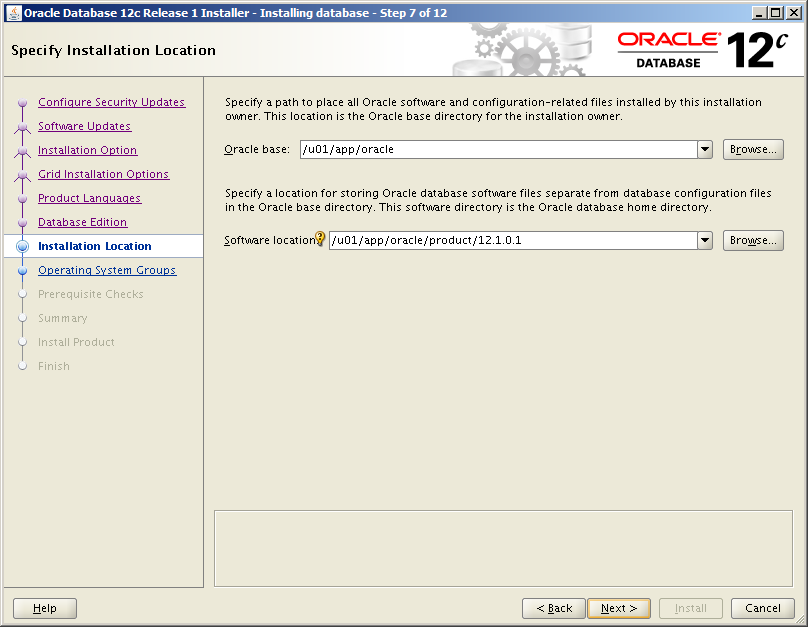 Oracle Database 12c Release 1 Installer - Installing database - Step 7 of 12
Specify Installation Location
ORACLE®
DATABASE
12c
Configure Security Updates
Software Updates
Installation Option
Grid Installation Options
Product Languages
Database Edition
Installation Location
Operating System Groups
Prerequisite Checks
Summary
Install Product
Finish
Specify a path to place all Oracle software and configuration-related files installed by this installation
owner. This location is the Oracle base directory for the installation owner.
Oracle base: /u01/app/oracle Browse...
Specify a location for storing Oracle database software files separate from database configuration files
in the Oracle base directory. This software directory is the Oracle database home directory.
Software location /u01/app/oracle/product/12.1.0.1 Browse...
Help < Back Next > Install Cancel